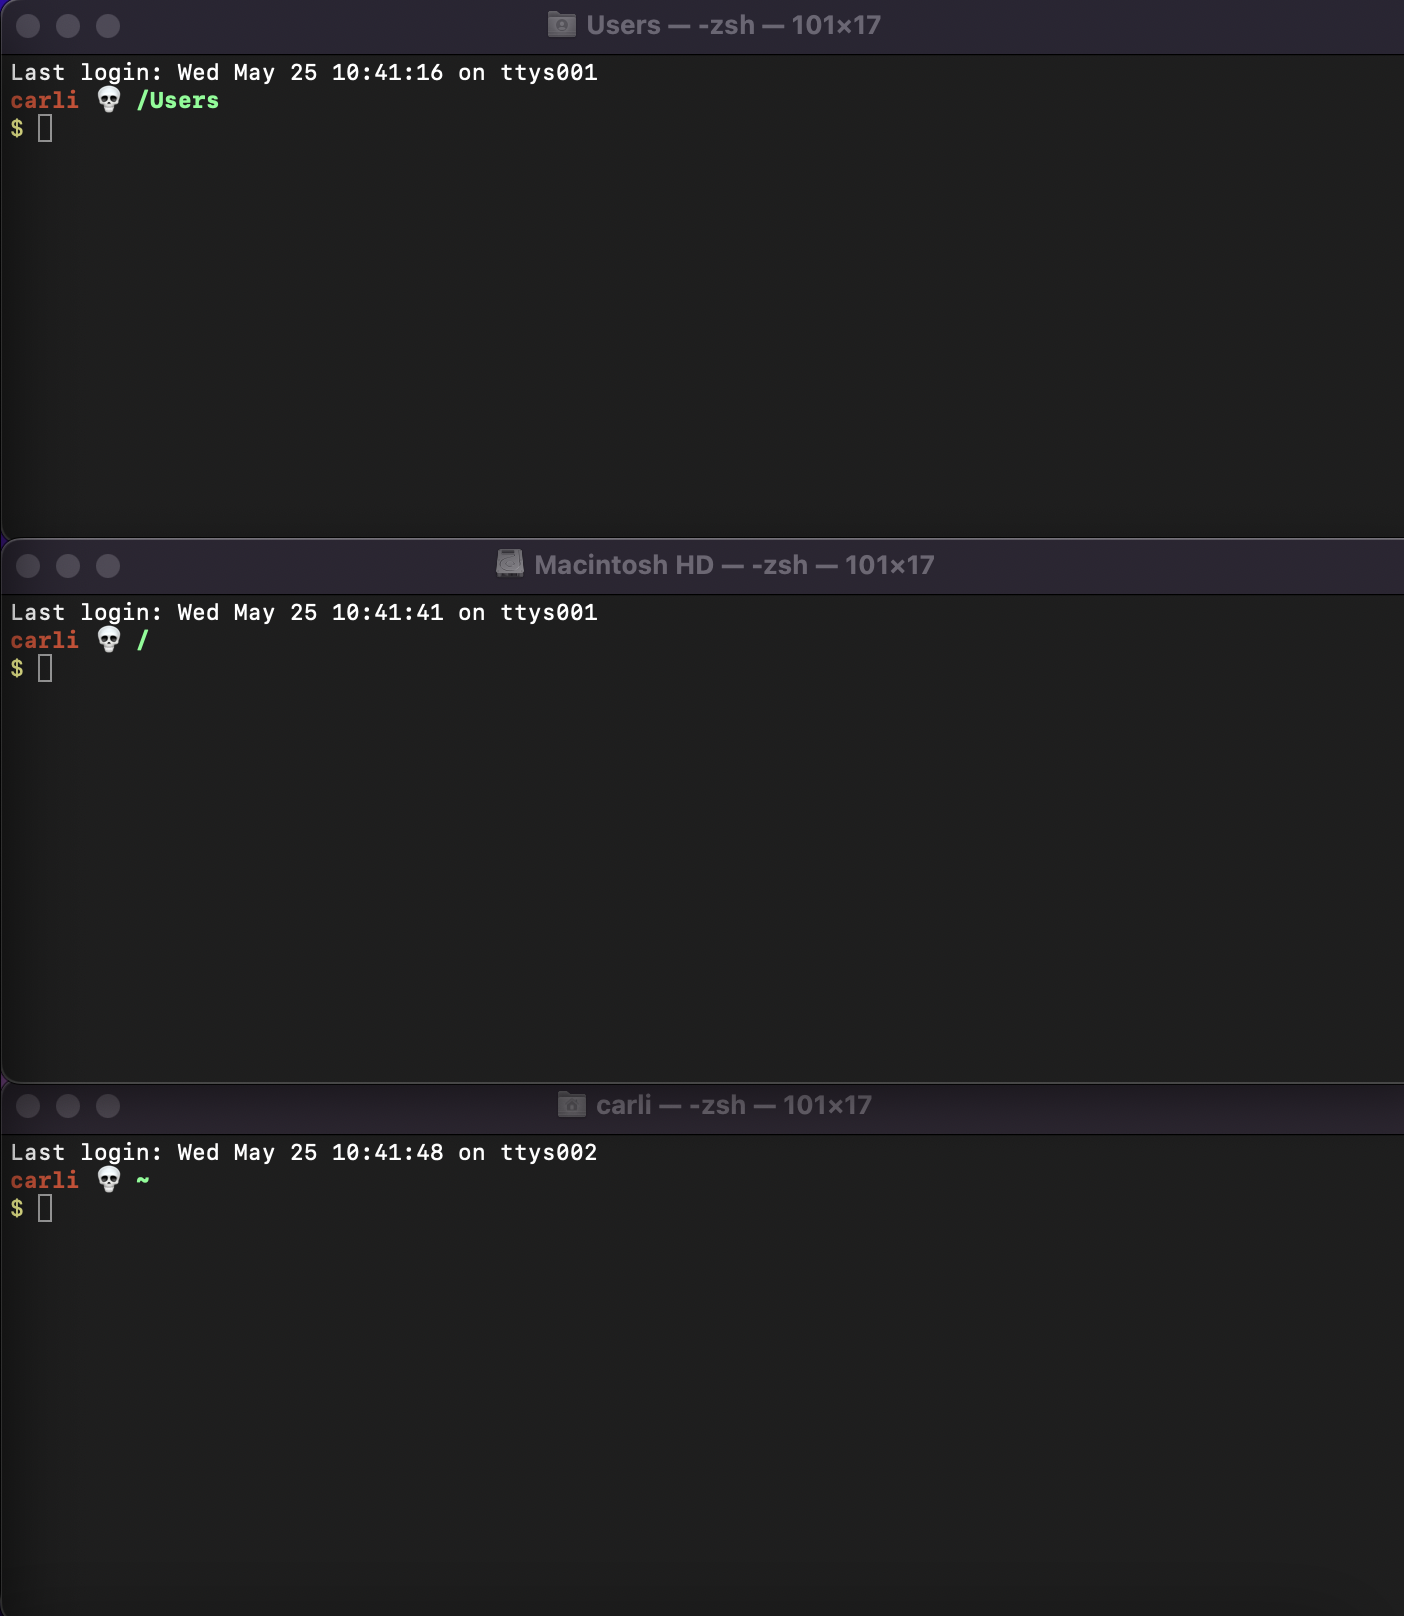 Users — -zsh — 101×17
Last login: Wed May 25 10:41:16 on ttys001
carli 💀 /Users
$
Macintosh HD — -zsh — 101×17
Last login: Wed May 25 10:41:41 on ttys001
carli 💀 /
$
carli — -zsh — 101×17
Last login: Wed May 25 10:41:48 on ttys002
carli 💀 ~
$